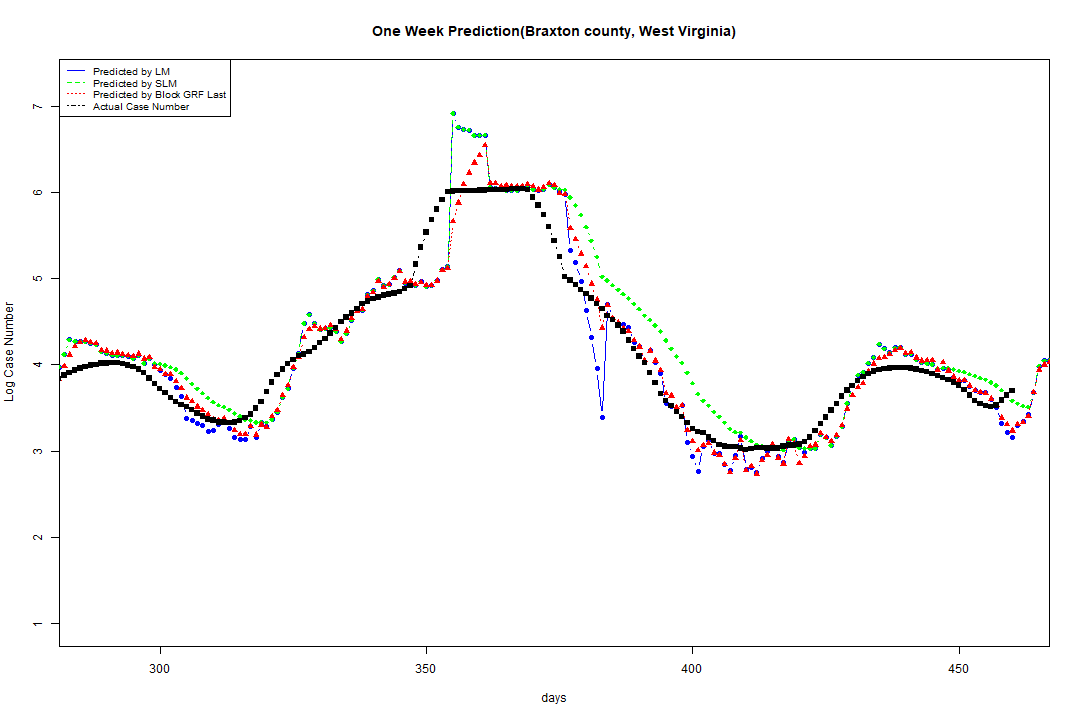 One Week Prediction(Braxton county, West Virginia)
Predicted by LM
Predicted by SLM
Predicted by Block GRF Last
Actual Case Number
7
6
5
4
3
2
1
Log Case Number
300 350 400 450
days